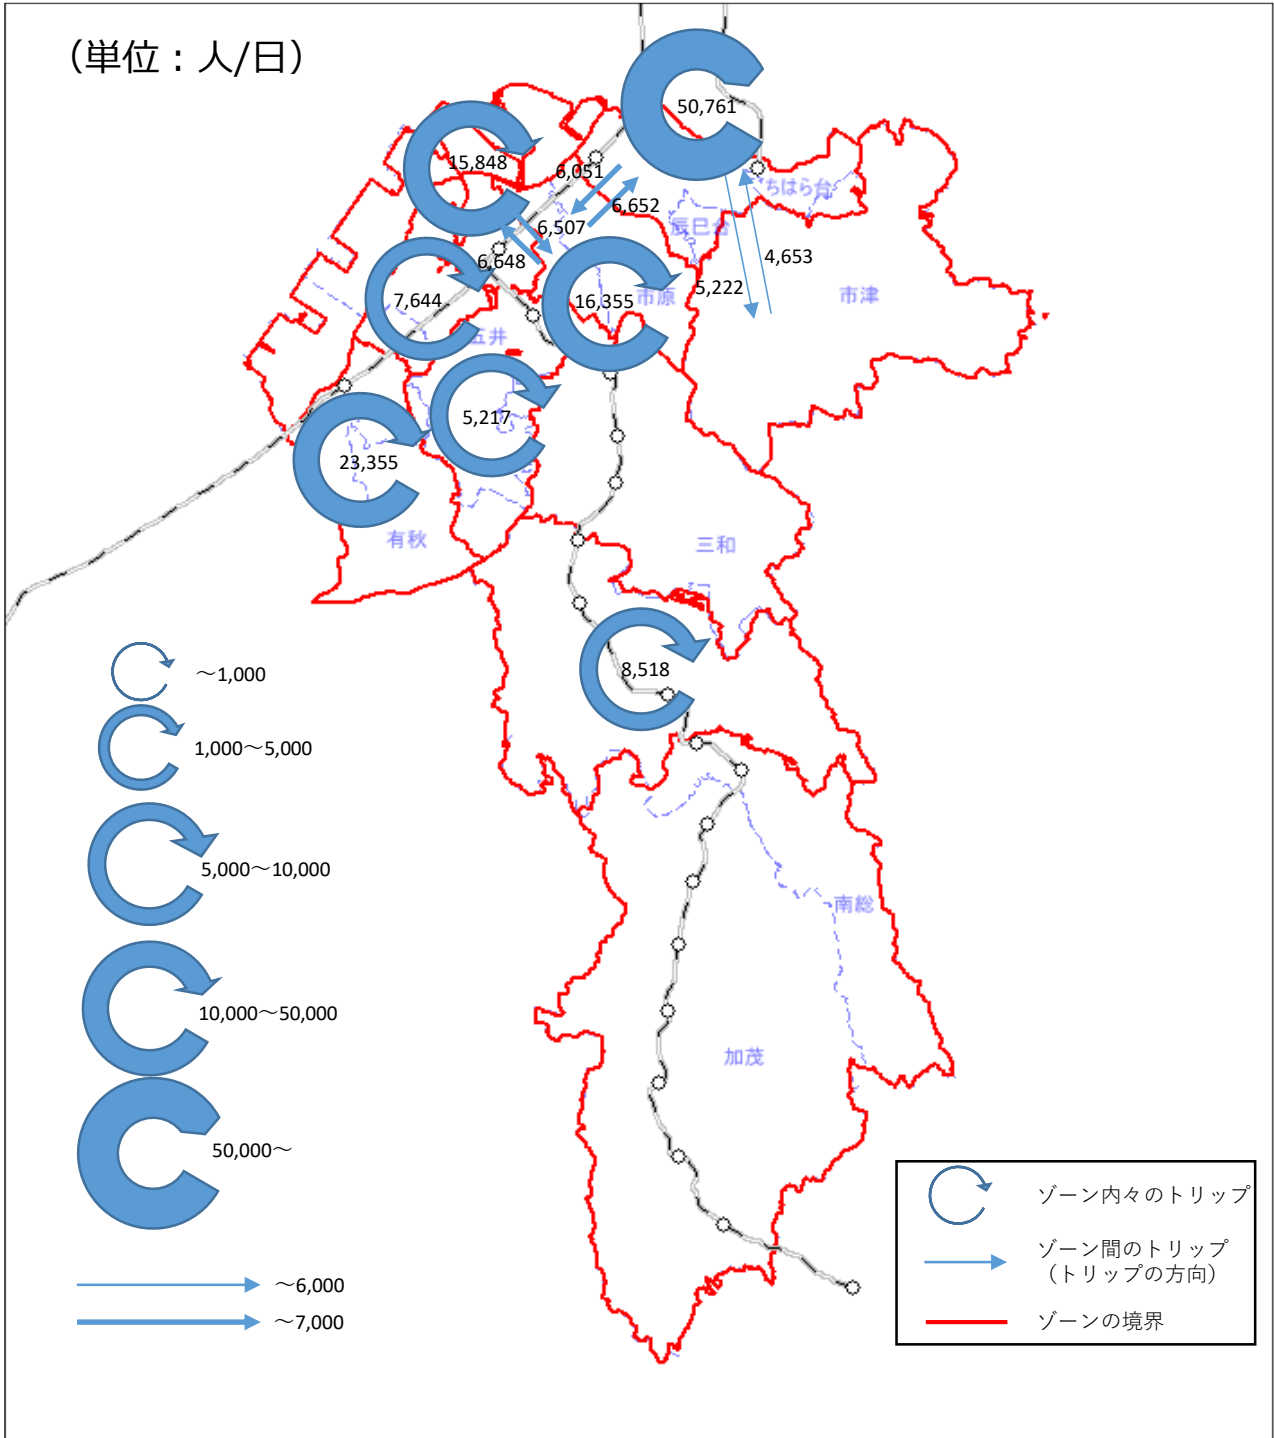 （単位：人/日）
50,761
15,848
6,051
ちはら台
6,652
辰巳台
6,507
4,653
6,648
5,222
7,644
16,355
市原
市津
五井
5,217
23,355
有秋
三和
8,518
～1,000
1,000～5,000
5,000～10,000
南総
10,000～50,000
加茂
50,000～
ゾーン内々のトリップ
ゾーン間のトリップ
（トリップの方向）
～6,000
～7,000
ゾーンの境界